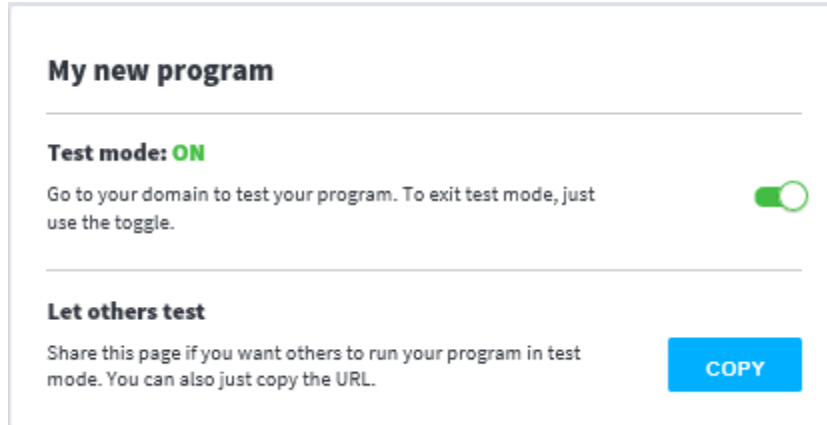 My new program
Test mode: ON
Go to your domain to test your program. To exit test mode, just
use the toggle.
Let others test
Share this page if you want others to run your program in test
mode. You can also just copy the URL.
COPY